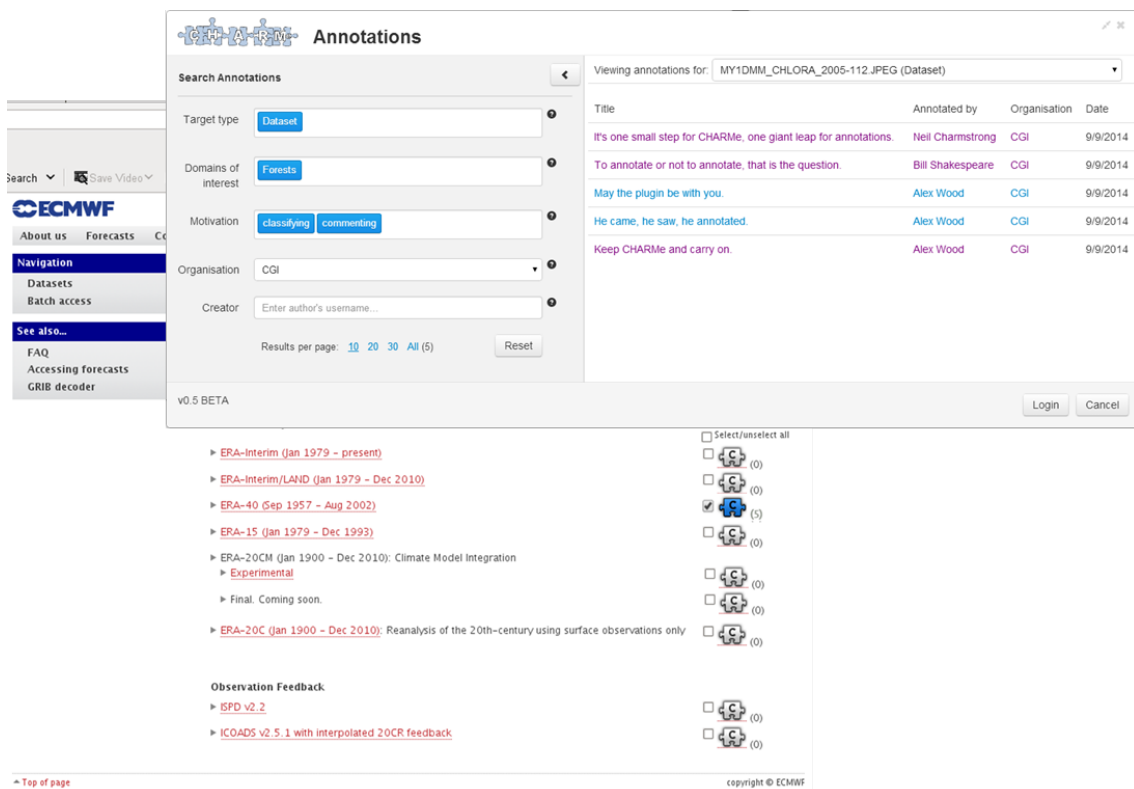 CHARMe Annotations
Search Annotations
Target type Dataset
Domains of interest Forests
Motivation classifying commenting
Organisation CGI
Creator Enter author's username...
Results per page: 10 20 30 All (5) Reset
Viewing annotations for: MY1DMM_CHLORA_2005-112.JPEG (Dataset)
Title Annotated by Organisation Date
It's one small step for CHARMe, one giant leap for annotations. Neil Charmstrong CGI 9/9/2014
To annotate or not to annotate, that is the question. Bill Shakespeare CGI 9/9/2014
May the plugin be with you. Alex Wood CGI 9/9/2014
He came, he saw, he annotated. Alex Wood CGI 9/9/2014
Keep CHARMe and carry on. Alex Wood CGI 9/9/2014
v0.5 BETA
Login Cancel
Search Save Video
ECMWF
About us Forecasts
Navigation
Datasets
Batch access
See also...
FAQ
Accessing forecasts
GRIB decoder
Select/unselect all
ERA-Interim (Jan 1979 - present) C (0)
ERA-Interim/LAND (Jan 1979 - Dec 2010) C (0)
ERA-40 (Sep 1957 - Aug 2002) C (5)
ERA-15 (Jan 1979 - Dec 1993) C (0)
ERA-20CM (Jan 1900 - Dec 2010): Climate Model Integration
Experimental C (0)
Final. Coming soon. C (0)
ERA-20C (Jan 1900 - Dec 2010): Reanalysis of the 20th-century using surface observations only C (0)
Observation Feedback
ISPD v2.2 C (0)
ICOADS v2.5.1 with interpolated 20CR feedback C (0)
Top of page copyright © ECMWF